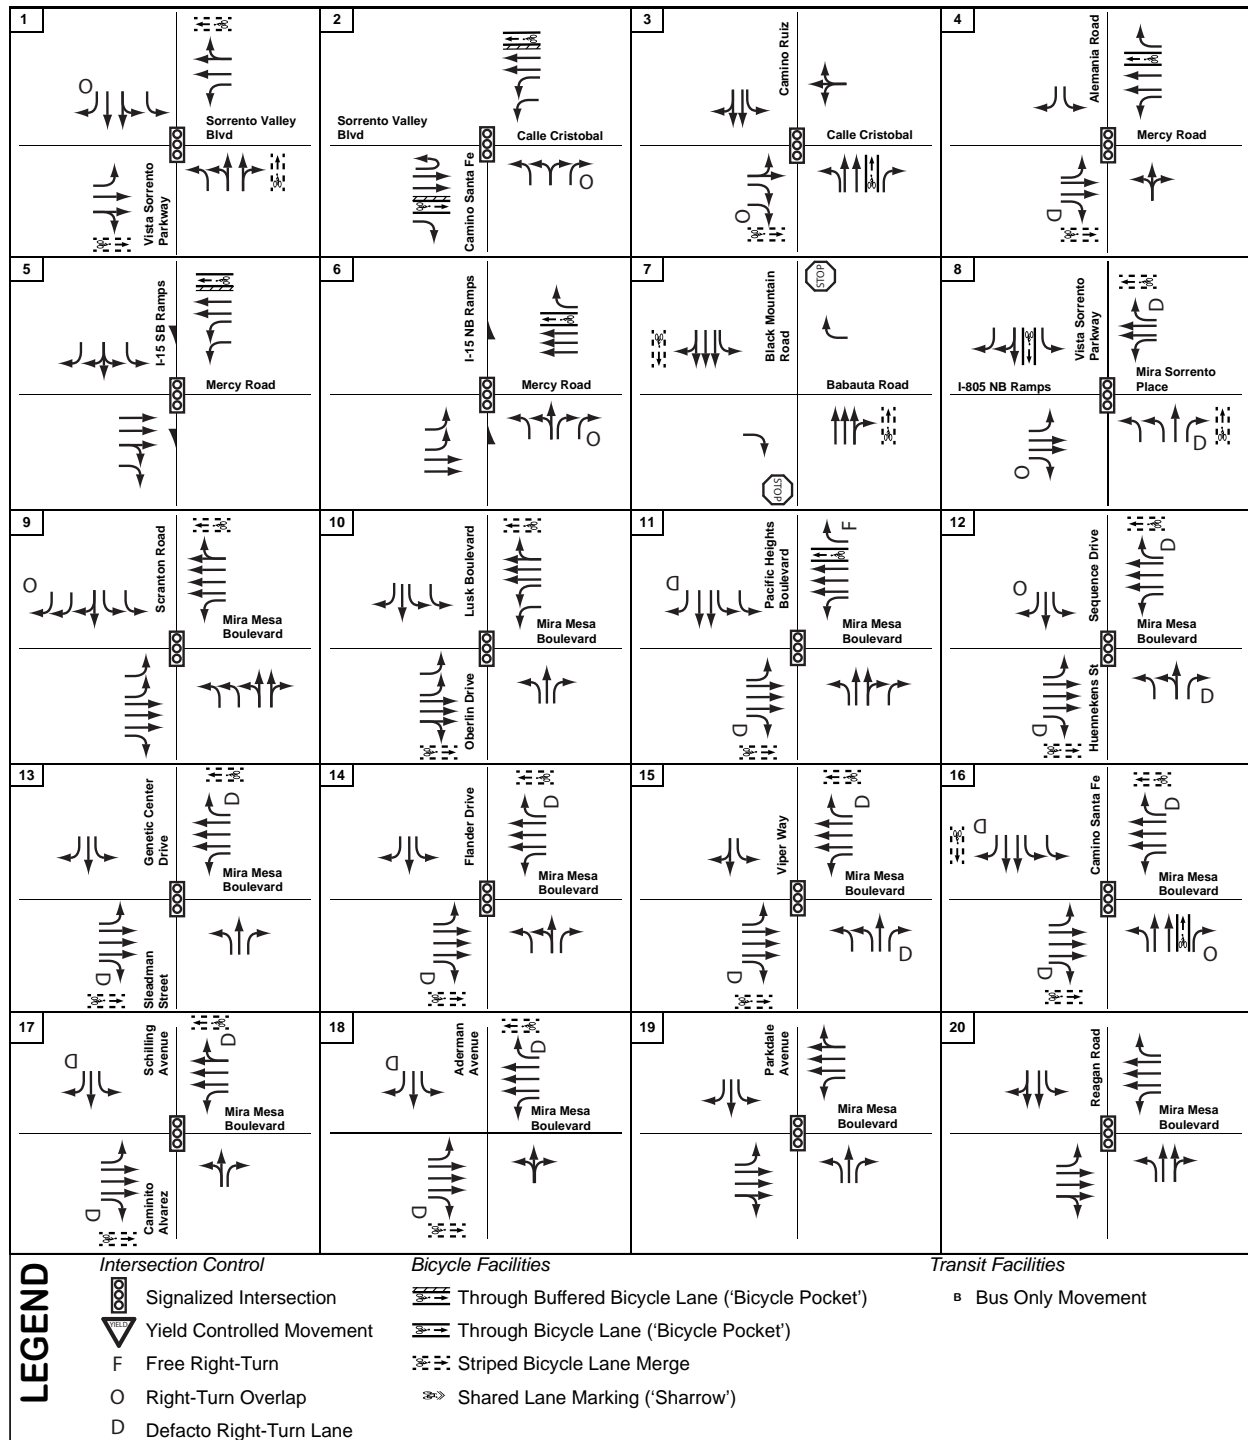 1
Sorrento Valley
Blvd
O
Vista Sorrento
Parkway
2
Sorrento Valley
Blvd
Calle Cristobal
Camino Santa Fe
O
3
Camino Ruiz
Calle Cristobal
O
4
Alemania Road
Mercy Road
D
5
I-15 SB Ramps
Mercy Road
6
I-15 NB Ramps
Mercy Road
O
7
STOP
Black Mountain
Road
Babauta Road
STOP
8
Vista Sorrento
Parkway
D
Mira Sorrento
Place
I-805 NB Ramps
O
D
9
O
Scranton Road
Mira Mesa
Boulevard
10
Lusk Boulevard
Mira Mesa
Boulevard
Oberlin Drive
11
D
F
Pacific Heights
Boulevard
Mira Mesa
Boulevard
D
12
O
D
Sequence Drive
Mira Mesa
Boulevard
Huennekens St
D
D
13
Genetic Center
Drive
D
Mira Mesa
Boulevard
D
Sleadman
Street
14
Flander Drive
D
Mira Mesa
Boulevard
D
15
Viper Way
D
Mira Mesa
Boulevard
D
D
16
D
Camino Santa Fe
D
Mira Mesa
Boulevard
D
O
17
D
Schilling
Avenue
D
Mira Mesa
Boulevard
D
Caminito
Alvarez
18
D
Aderman
Avenue
D
Mira Mesa
Boulevard
D
19
Parkdale
Avenue
Mira Mesa
Boulevard
20
Reagan Road
Mira Mesa
Boulevard
LEGEND
Intersection Control
Signalized Intersection
YIELD
Yield Controlled Movement
F Free Right-Turn
O Right-Turn Overlap
D Defacto Right-Turn Lane
Bicycle Facilities
Through Buffered Bicycle Lane ('Bicycle Pocket')
Through Bicycle Lane ('Bicycle Pocket')
Striped Bicycle Lane Merge
Shared Lane Marking ('Sharrow')
Transit Facilities
B Bus Only Movement